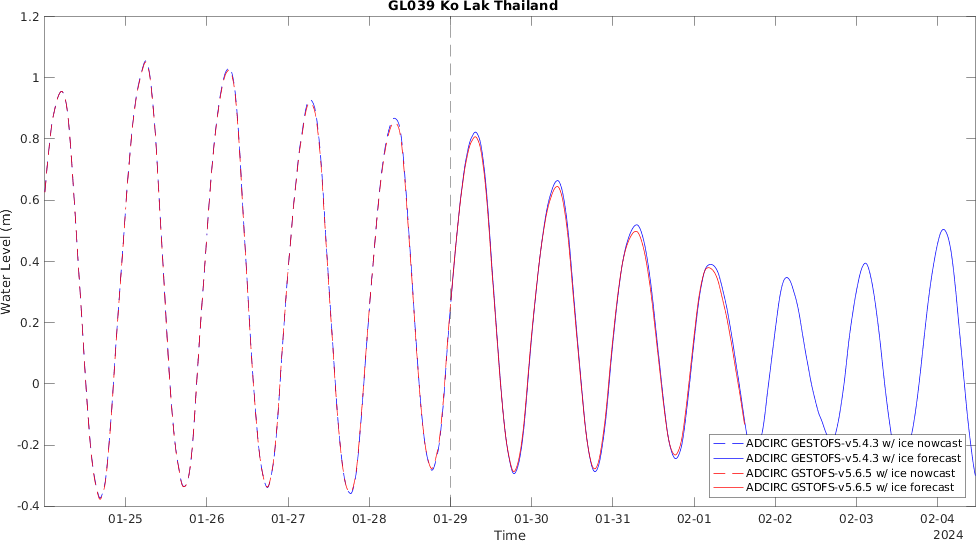 GL039 Ko Lak Thailand
1.2
1
0.8
0.6
0.4
0.2
0
-0.2
-0.4
Water Level (m)
ADCIRC GESTOFS-v5.4.3 w/ ice nowcast
ADCIRC GESTOFS-v5.4.3 w/ ice forecast
ADCIRC GSTOFS-v5.6.5 w/ ice nowcast
ADCIRC GSTOFS-v5.6.5 w/ ice forecast
01-25 01-26 01-27 01-28 01-29 01-30 01-31 02-01 02-02 02-03 02-04
Time
2024